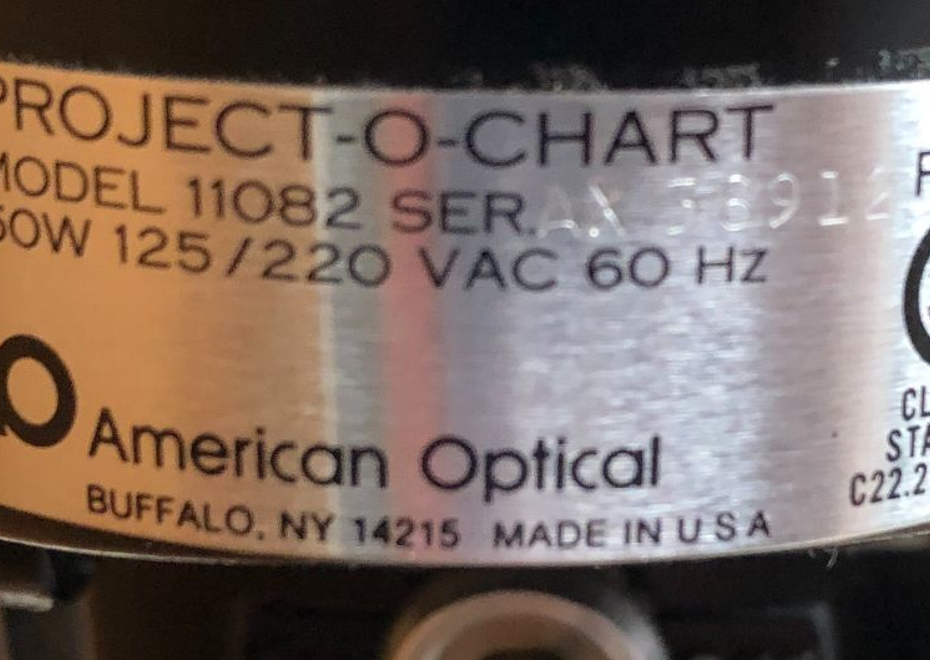 PROJECT-O-CHART
MODEL 11082 SER.
60W 125/220 VAC 60 Hz
American Optical
BUFFALO, NY 14215 MADE IN U S A
C22.2